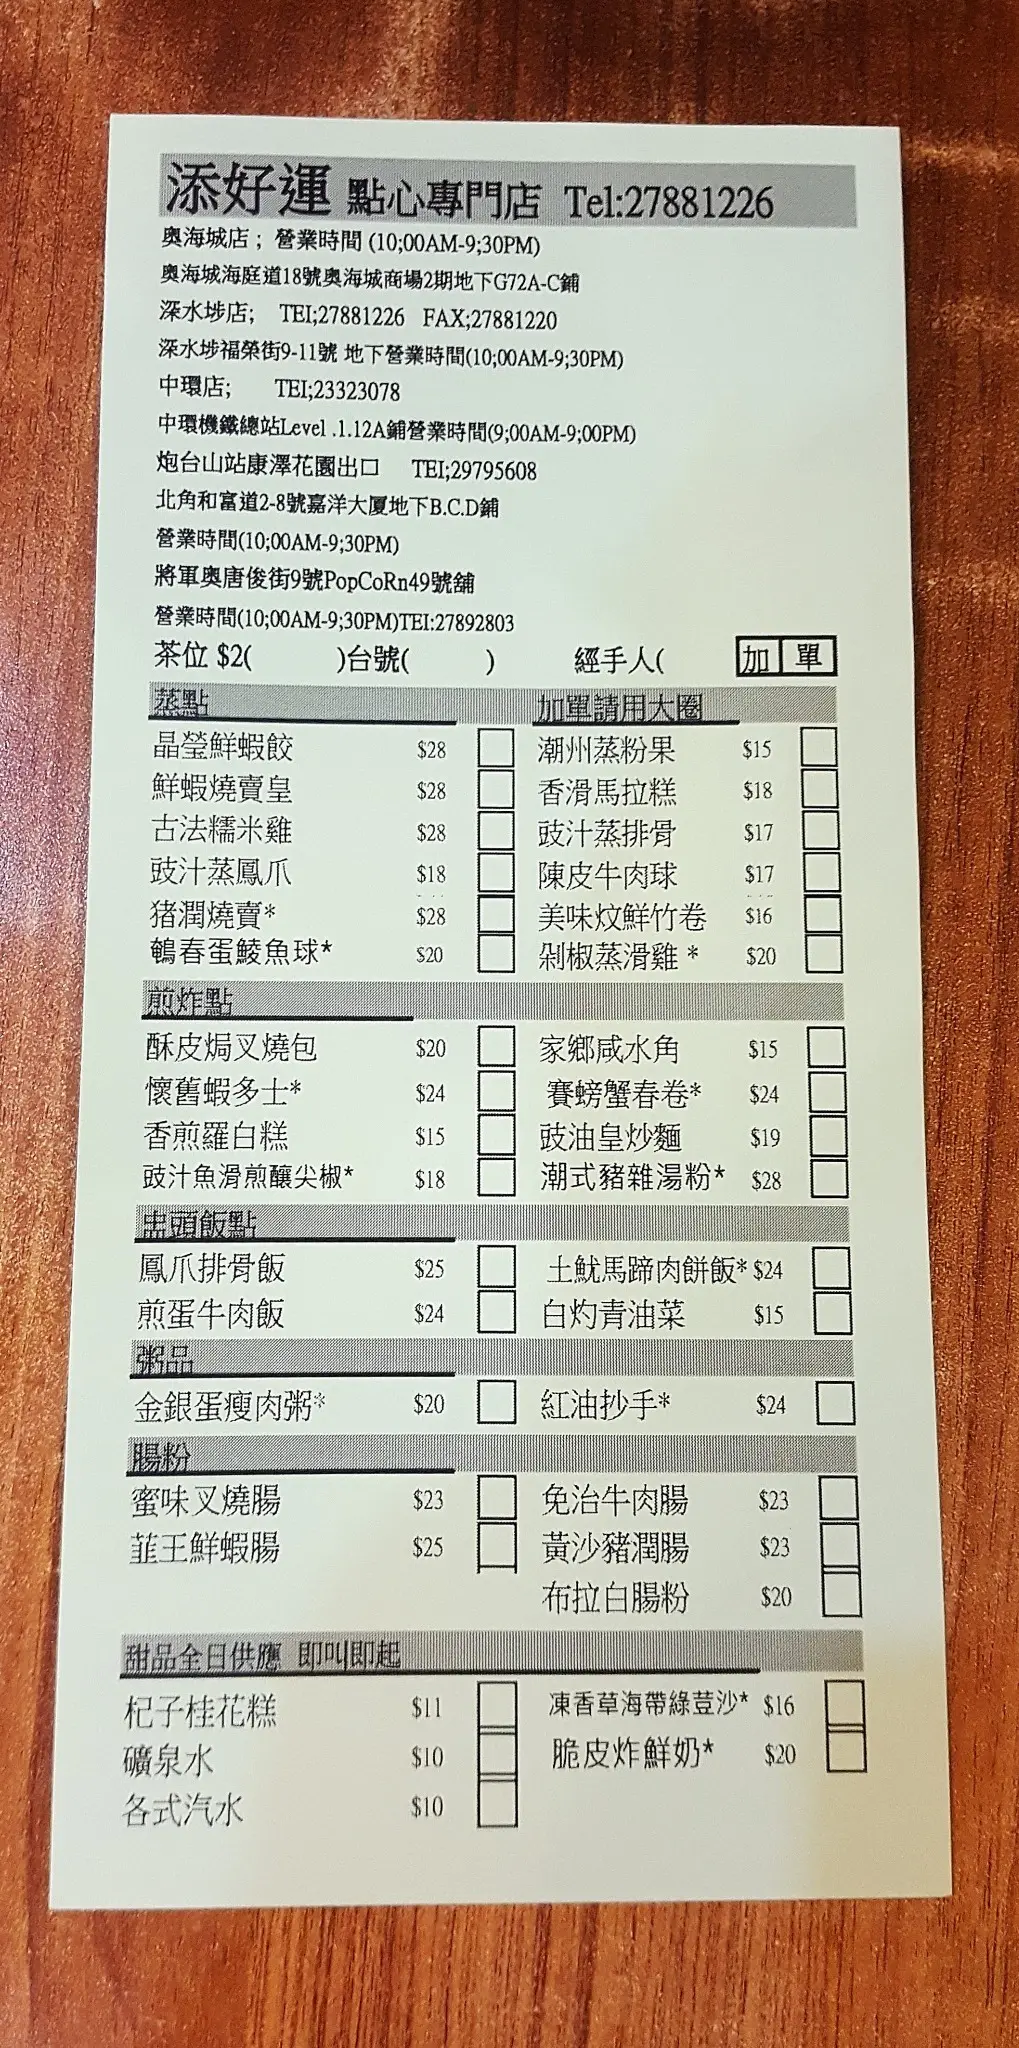 添好運 點心專門店 Tel:27881226
奧海城店 ; 營業時間 (10;00AM-9;30PM)
奧海城海庭道18號奧海城商場2期地下G72A-C鋪
深水埗店; TEI;27881226 FAX;27881220
深水埗福榮街9-11號 地下營業時間(10;00AM-9;30PM)
中環店; TEI;23323078
中環機鐵總站Level .1.12A鋪營業時間(9;00AM-9;00PM)
炮台山站康澤花園出口 TEI;29795608
北角和富道2-8號嘉洋大厦地下B.C.D鋪
營業時間(10;00AM-9;30PM)
將軍奧唐俊街9號PopCoRn49號舖
營業時間(10;00AM-9;30PM)TEI:27892803
茶位 $2( )台號( ) 經手人( 加 單
蒸點 加單請用大圈
晶瑩鮮蝦餃 $28 潮州蒸粉果 $15
鮮蝦燒賣皇 $28 香滑馬拉糕 $18
古法糯米雞 $28 豉汁蒸排骨 $17
豉汁蒸鳳爪 $18 陳皮牛肉球 $17
猪潤燒賣* $28 美味炆鮮竹卷 $16
鵪春蛋鯪魚球* $20 剁椒蒸滑雞 * $20
煎炸點
酥皮焗叉燒包 $20 家鄉咸水角 $15
懷舊蝦多士* $24 賽螃蟹春卷* $24
香煎羅白糕 $15 豉油皇炒麵 $19
豉汁魚滑煎釀尖椒* $18 潮式豬雜湯粉* $28
盅頭飯點
鳳爪排骨飯 $25 土魷馬蹄肉餅飯* $24
煎蛋牛肉飯 $24 白灼青油菜 $15
粥品
金銀蛋瘦肉粥* $20 紅油抄手* $24
腸粉
蜜味叉燒腸 $23 免治牛肉腸 $23
韮王鮮蝦腸 $25 黃沙豬潤腸 $23
布拉白腸粉 $20
甜品全日供應 即叫即起
杞子桂花糕 $11 凍香草海帶綠荳沙* $16
礦泉水 $10 脆皮炸鮮奶* $20
各式汽水 $10